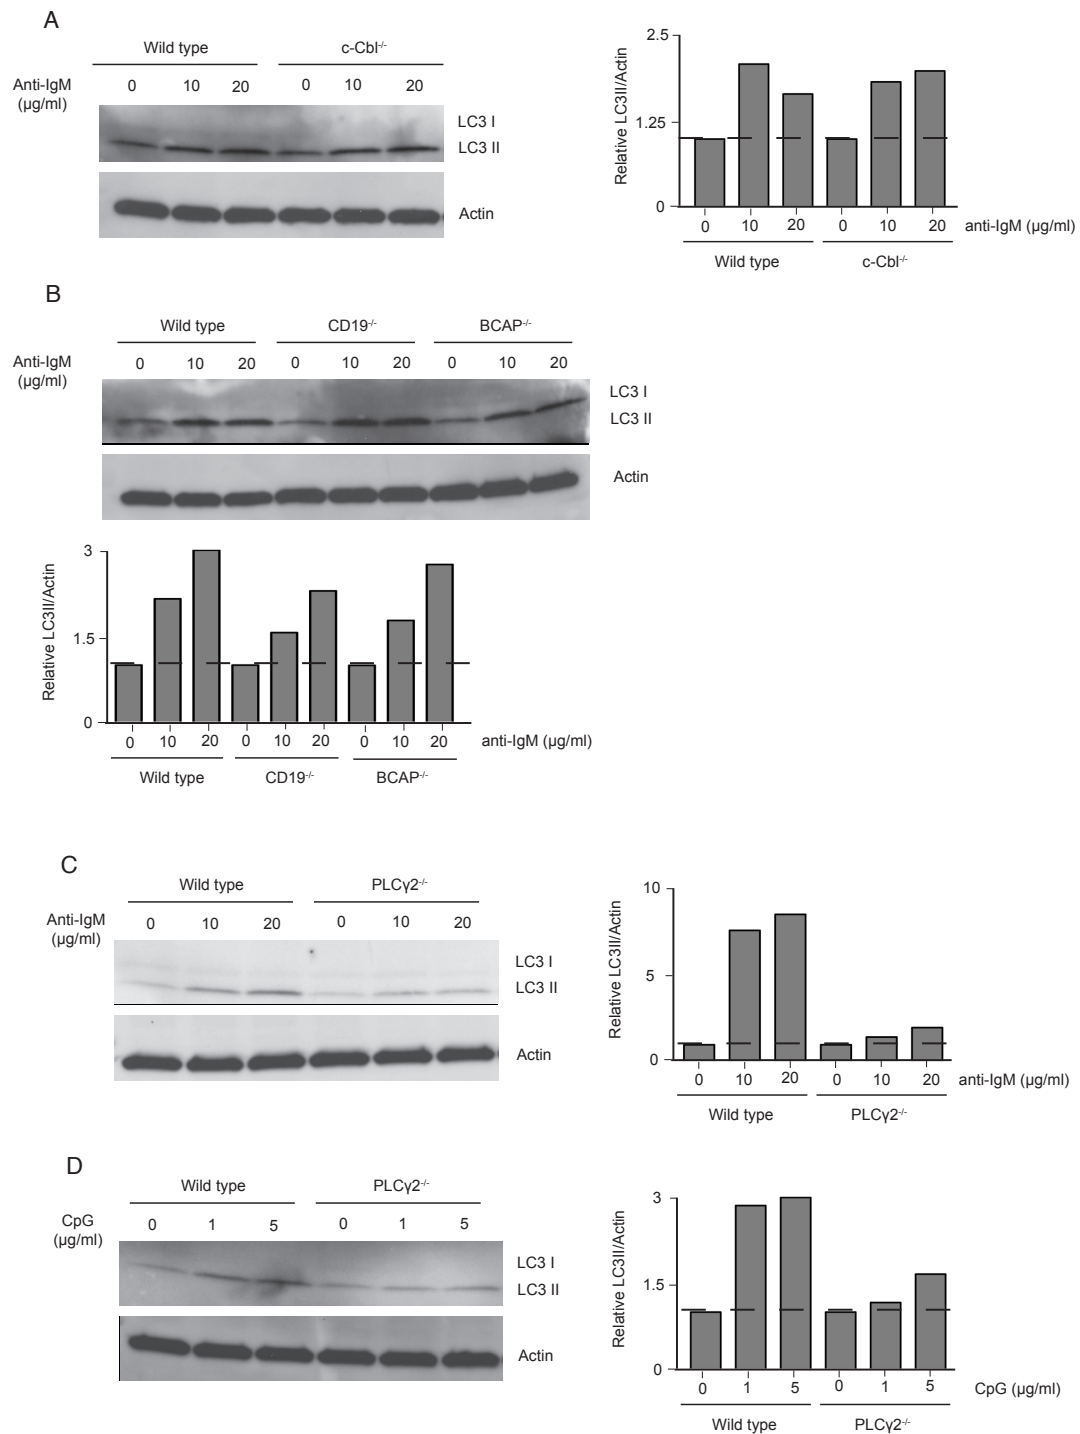 A
Wild type c-Cbl-/-
Anti-IgM 0 10 20 0 10 20
(µg/ml)
LC3 I
LC3 II
Actin
2.5
1.25
0
Relative LC3II/Actin
0 10 20 0 10 20 anti-IgM (µg/ml)
Wild type c-Cbl-/-
B
Wild type CD19-/- BCAP-/-
Anti-IgM 0 10 20 0 10 20 0 10 20
(µg/ml)
LC3 I
LC3 II
Actin
3
1.5
0
Relative LC3II/Actin
0 10 20 0 10 20 0 10 20 anti-IgM (µg/ml)
Wild type CD19-/- BCAP-/-
C
Wild type PLCγ2-/-
Anti-IgM 0 10 20 0 10 20
(µg/ml)
LC3 I
LC3 II
Actin
10
5
0
Relative LC3II/Actin
0 10 20 0 10 20 anti-IgM (µg/ml)
Wild type PLCγ2-/-
D
Wild type PLCγ2-/-
CpG 0 1 5 0 1 5
(µg/ml)
LC3 I
LC3 II
Actin
3
1.5
0
Relative LC3II/Actin
0 1 5 0 1 5 CpG (µg/ml)
Wild type PLCγ2-/-